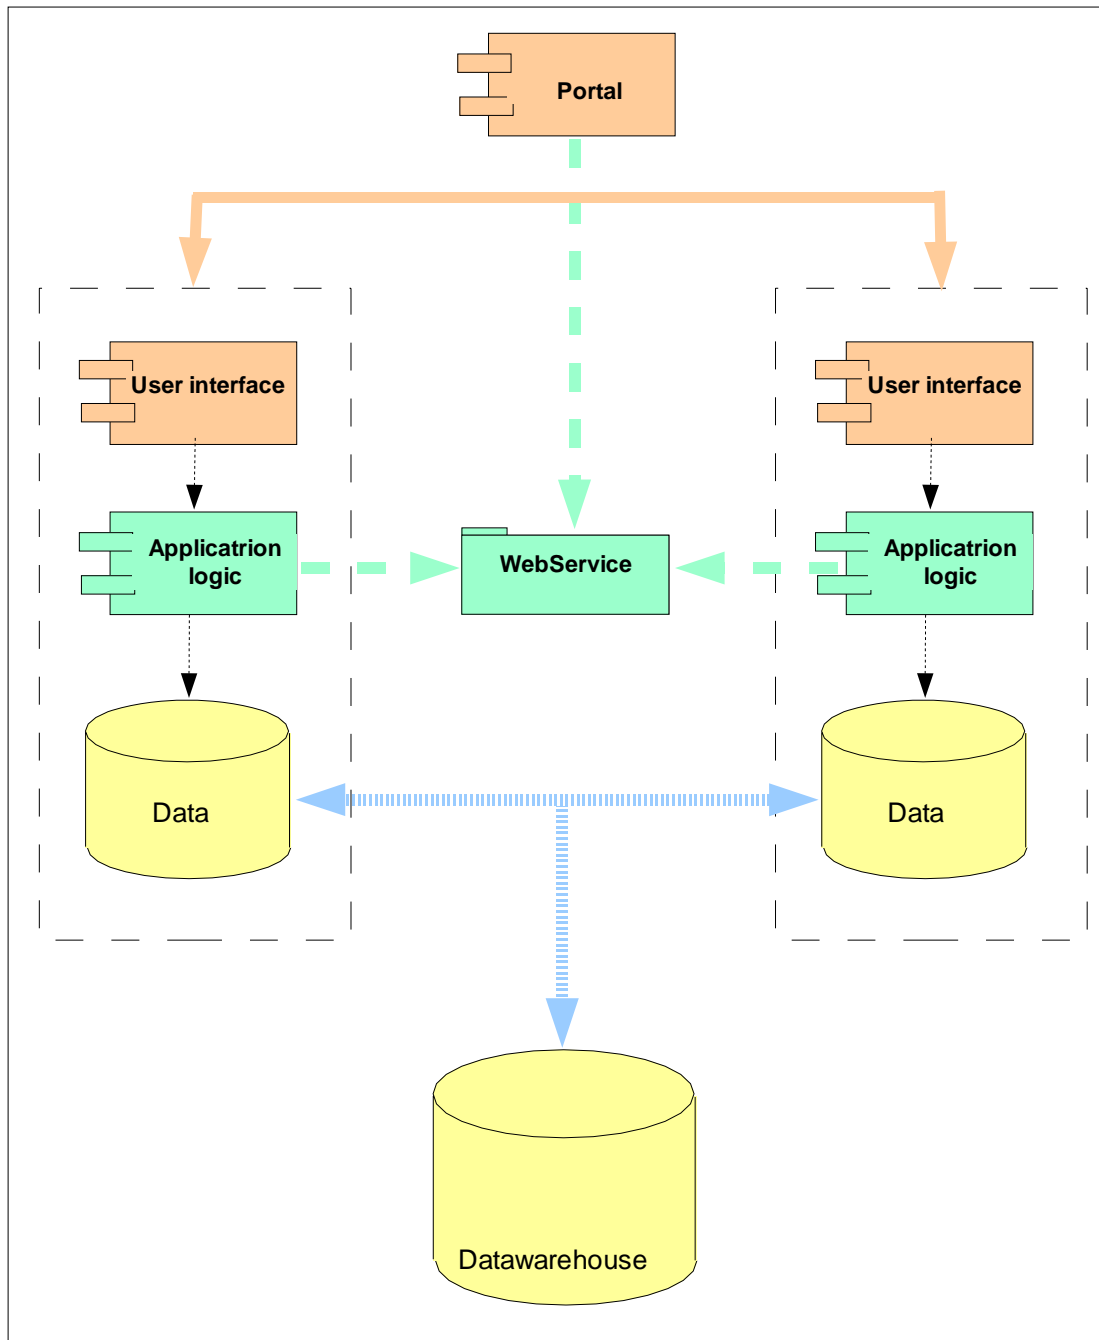 Portal
User interface
User interface
Applicatrion
logic
WebService
Applicatrion
logic
Data
Data
Datawarehouse